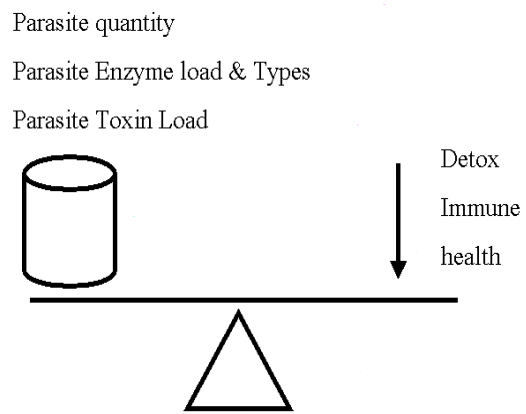 Parasite quantity
Parasite Enzyme load & Types
Parasite Toxin Load
Detox
Immune
health